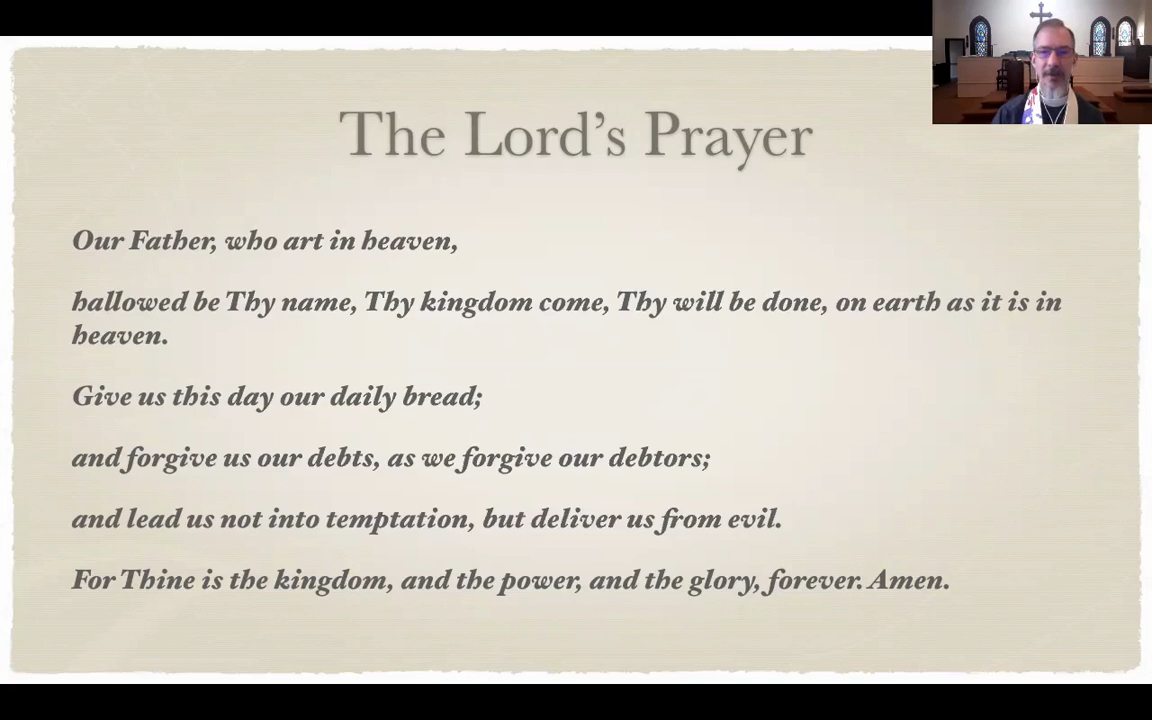 The Lord’s Prayer
Our Father, who art in heaven,
hallowed be Thy name, Thy kingdom come, Thy will be done, on earth as it is in
heaven.
Give us this day our daily bread;
and forgive us our debts, as we forgive our debtors;
and lead us not into temptation, but deliver us from evil.
For Thine is the kingdom, and the power, and the glory, forever. Amen.